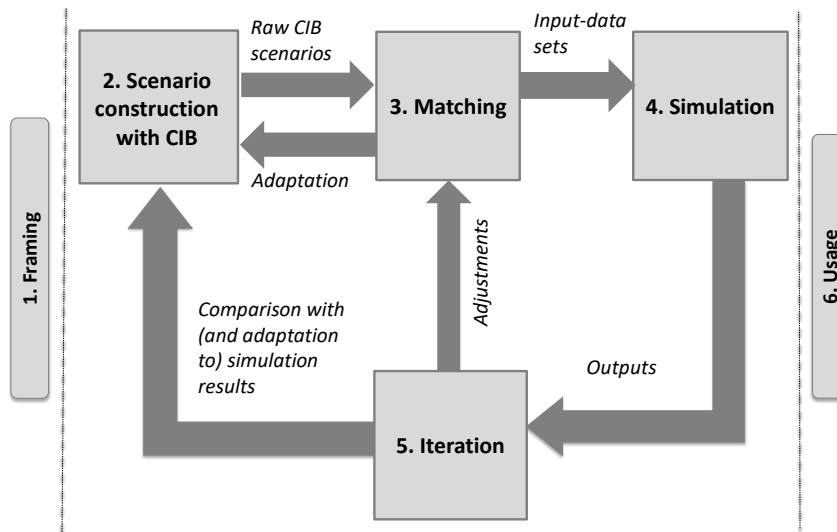 1. Framing
2. Scenario
construction
with CIB
Raw CIB
scenarios
Adaptation
3. Matching
Input-data
sets
4. Simulation
Comparison with
(and adaptation
to) simulation
results
Adjustments
Outputs
5. Iteration
6. Usage